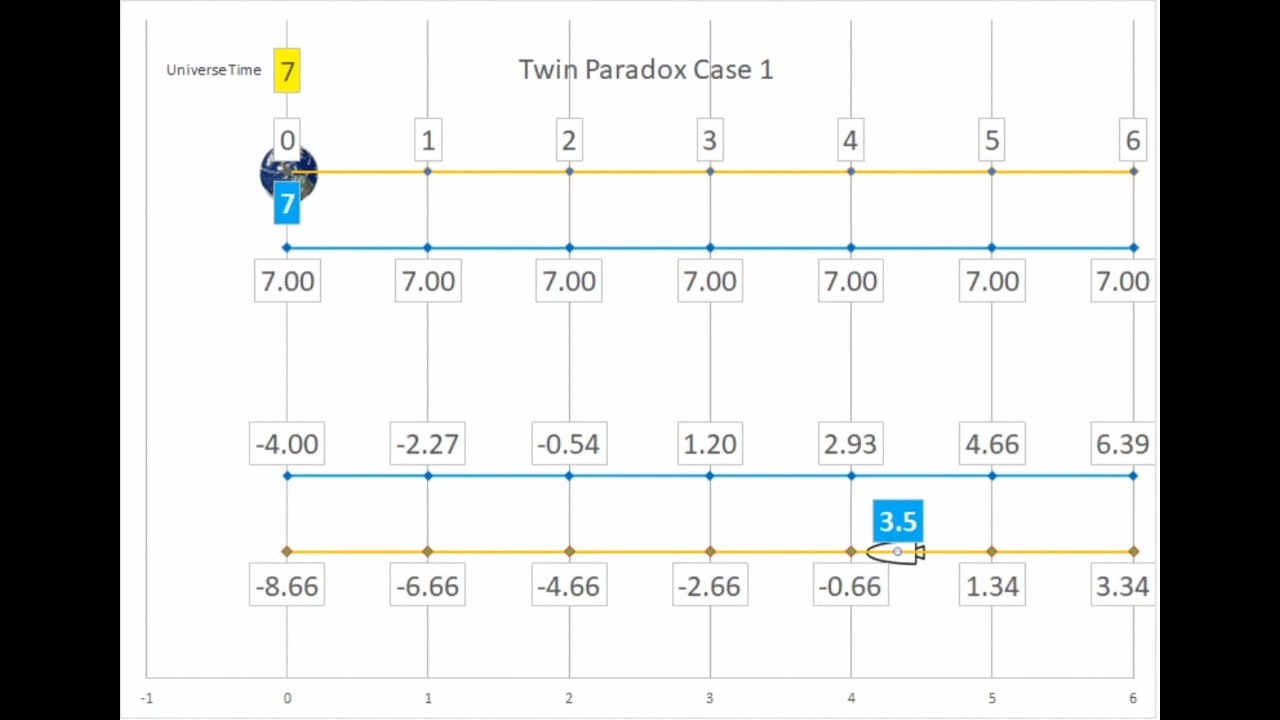 UniverseTime 7 Twin Paradox Case 1
0 1 2 3 4 5 6
7
7.00 7.00 7.00 7.00 7.00 7.00 7.00
-4.00 -2.27 -0.54 1.20 2.93 4.66 6.39
3.5
-8.66 -6.66 -4.66 -2.66 -0.66 1.34 3.34
-1 0 1 2 3 4 5 6